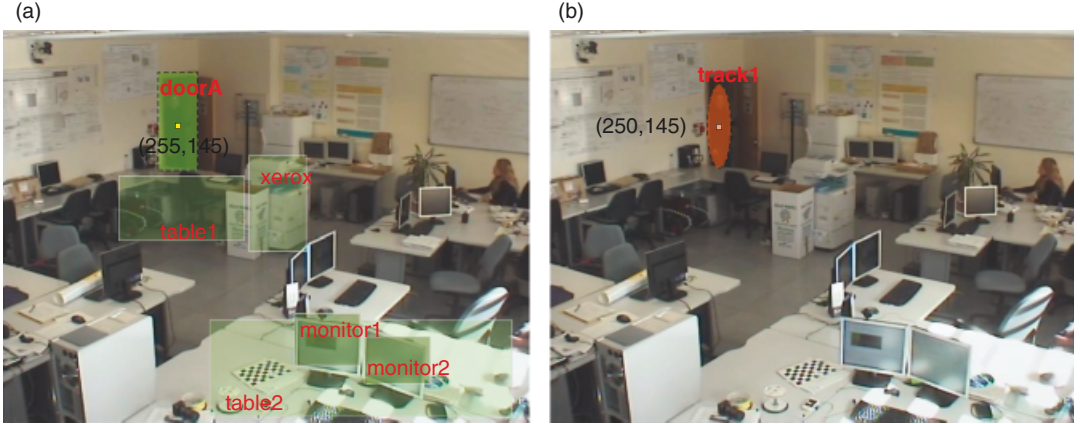 (a)
(b)
doorA
(255,145)
xerox
table1
monitor1
monitor2
table2
track1
(250,145)